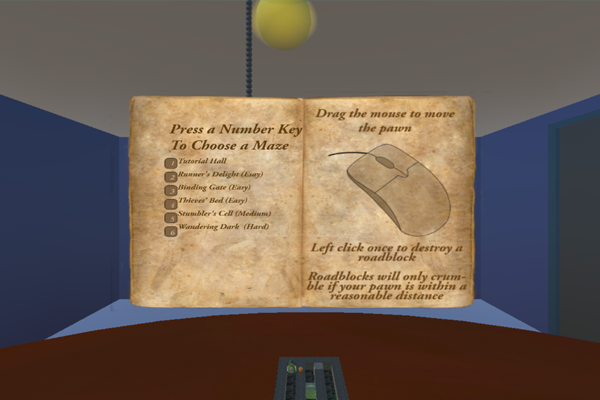 Press a Number Key
To Choose a Maze
1 Tutorial Hall
2 Runner's Delight (Easy)
3 Binding Gate (Easy)
4 Thieves' Bod (Easy)
5 Stumbler's Cell (Medium)
6 Wandering Dark (Hard)
Drag the mouse to move
the pawn
Left click once to destroy a
roadblock
Roadblocks will only crum-
ble if your pawn is within a
reasonable distance